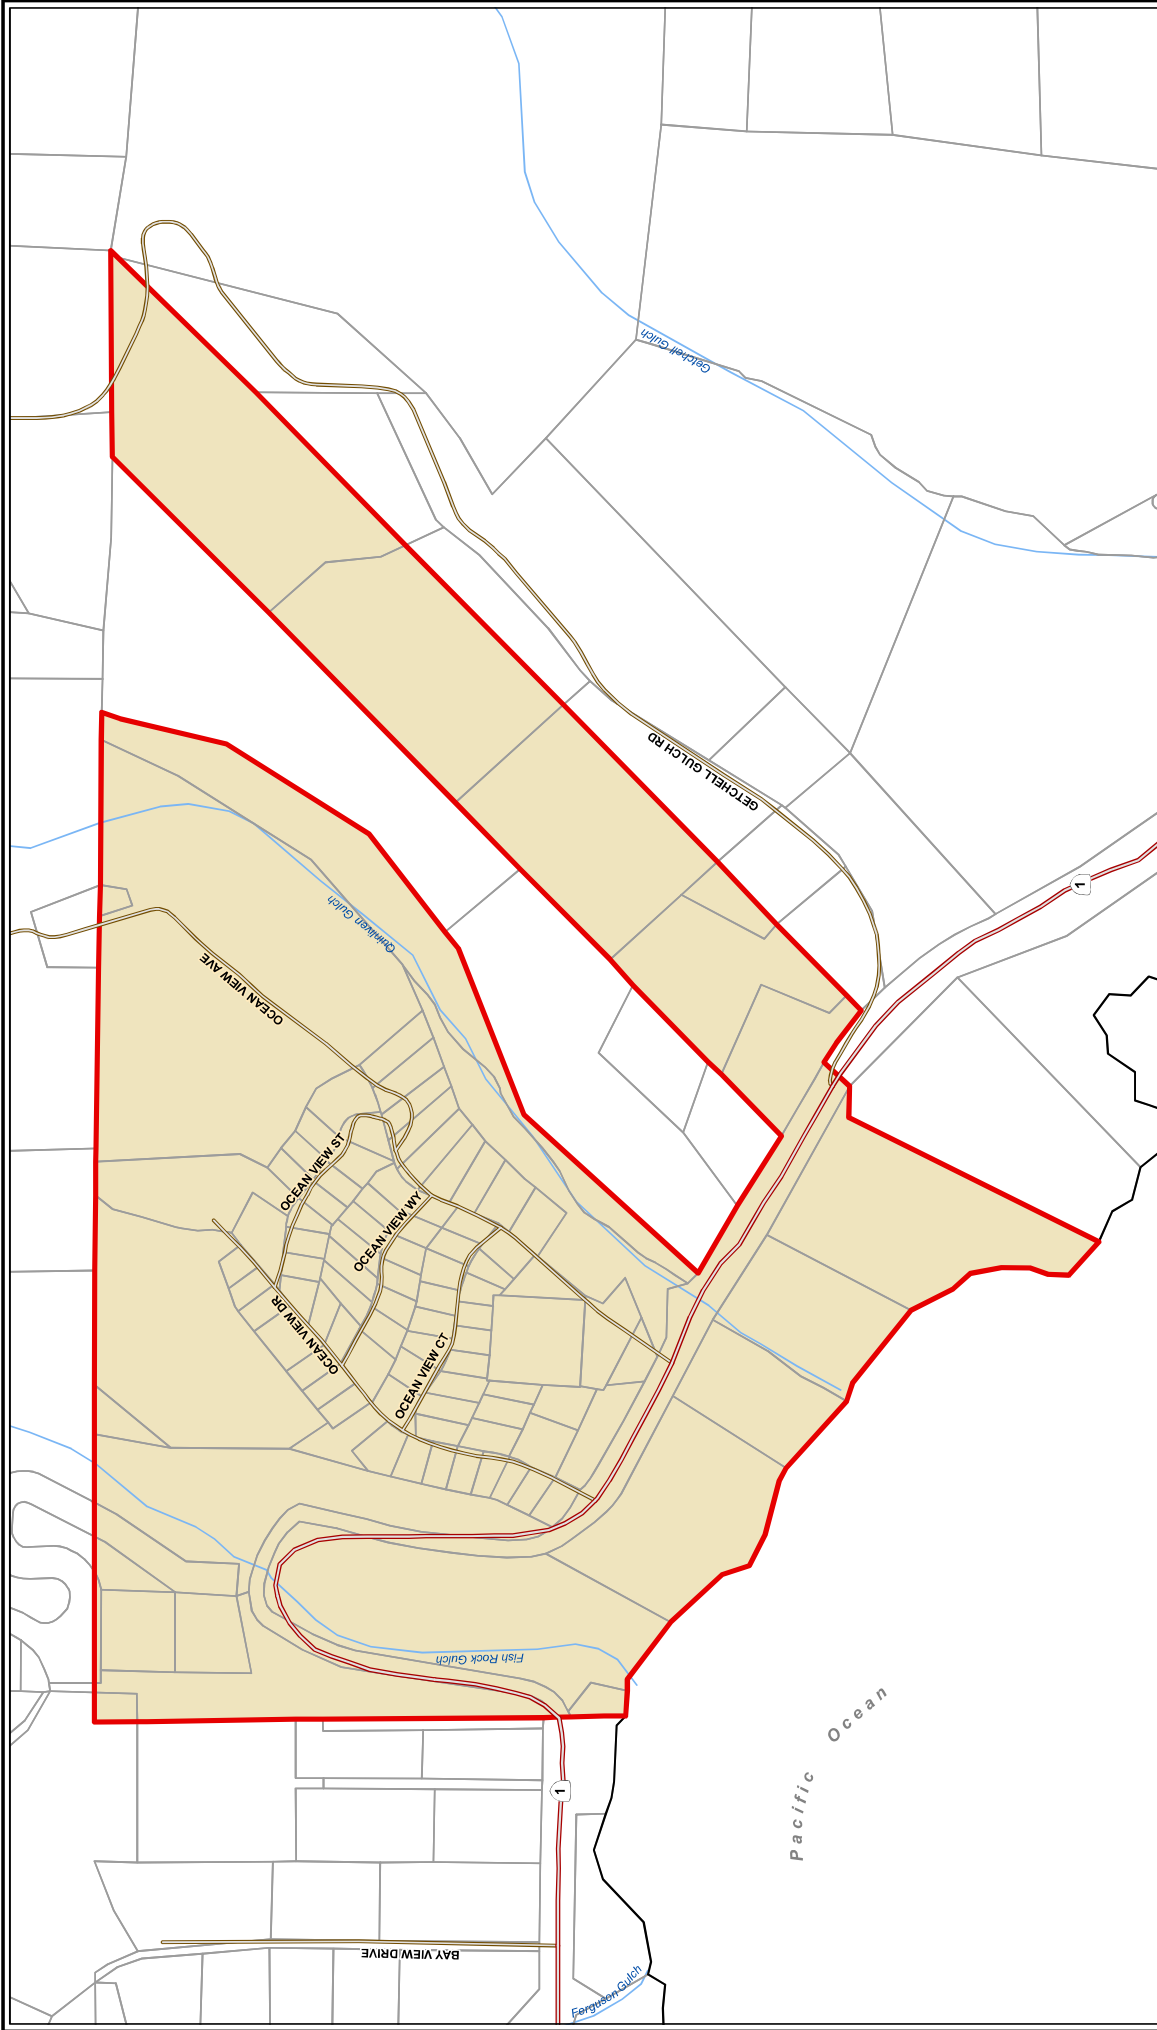 Getchell Gulch
GETCHELL GULCH RD
1
Quinliven Gulch
OCEAN VIEW AVE
OCEAN VIEW ST
OCEAN VIEW WY
OCEAN VIEW DR
OCEAN VIEW CT
Fish Rock Gulch
Pacific Ocean
1
BAY VIEW DRIVE
Ferguson Gulch